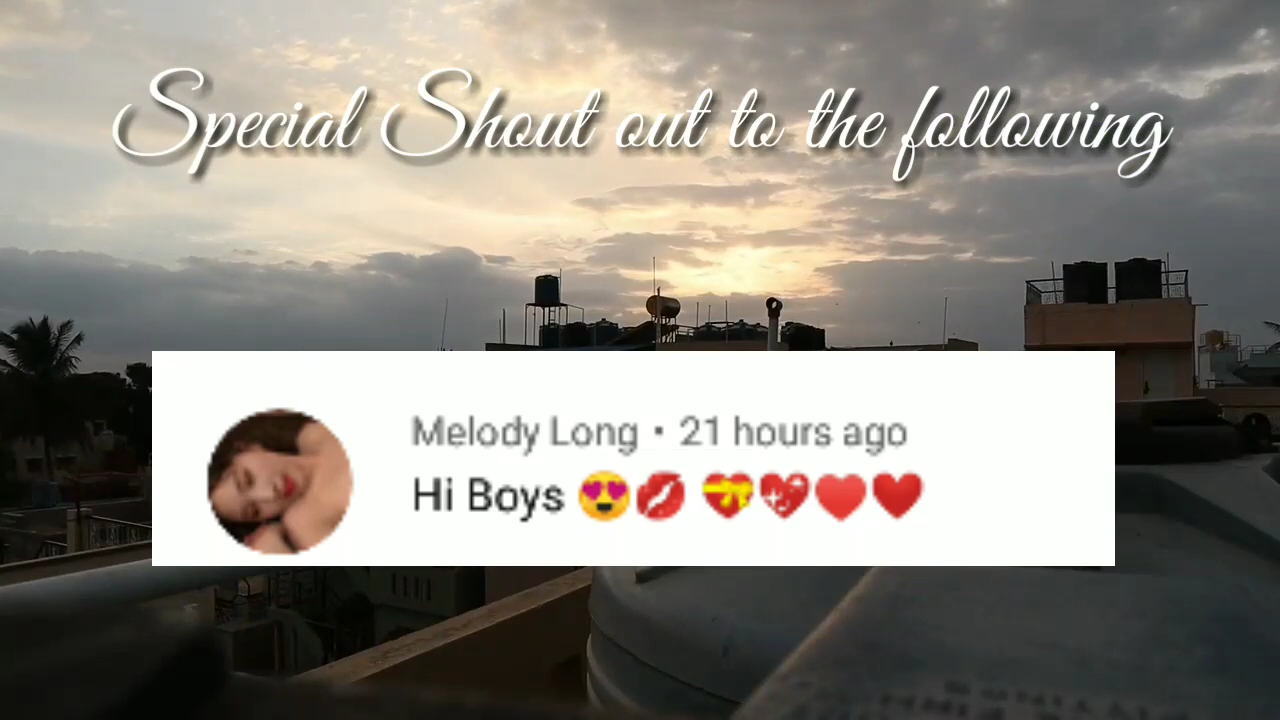 Special Shout out to the following
Melody Long • 21 hours ago
Hi Boys 😍💋 💝💖♥️❤️